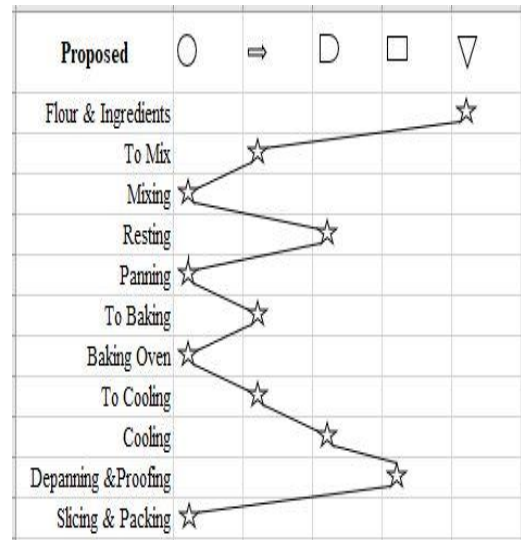 Proposed
Flour & Ingredients
To Mix
Mixing
Resting
Panning
To Baking
Baking Oven
To Cooling
Cooling
Depanning &Proofing
Slicing & Packing